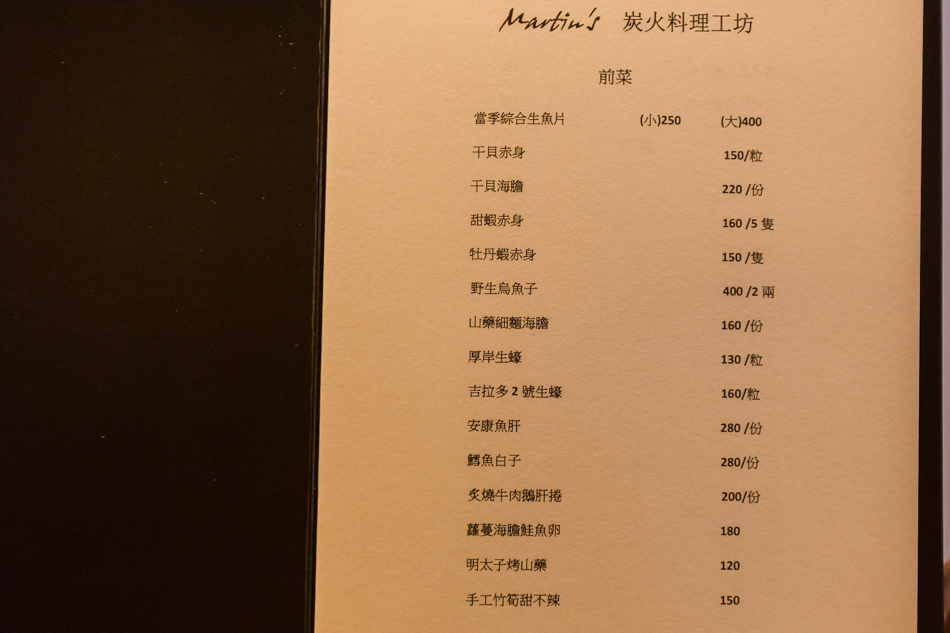 Martin's 炭火料理工坊
前菜
當季綜合生魚片 (小)250 (大)400
干貝赤身 150/粒
干貝海膽 220 /份
甜蝦赤身 160 /5 隻
牡丹蝦赤身 150 /隻
野生烏魚子 400 /2 兩
山藥細麵海膽 160 /份
厚岸生蠔 130 /粒
吉拉多 2 號生蠔 160/粒
安康魚肝 280 /份
鱈魚白子 280/份
炙燒牛肉鵝肝捲 200/份
蘿蔓海膽鮭魚卵 180
明太子烤山藥 120
手工竹筍甜不辣 150